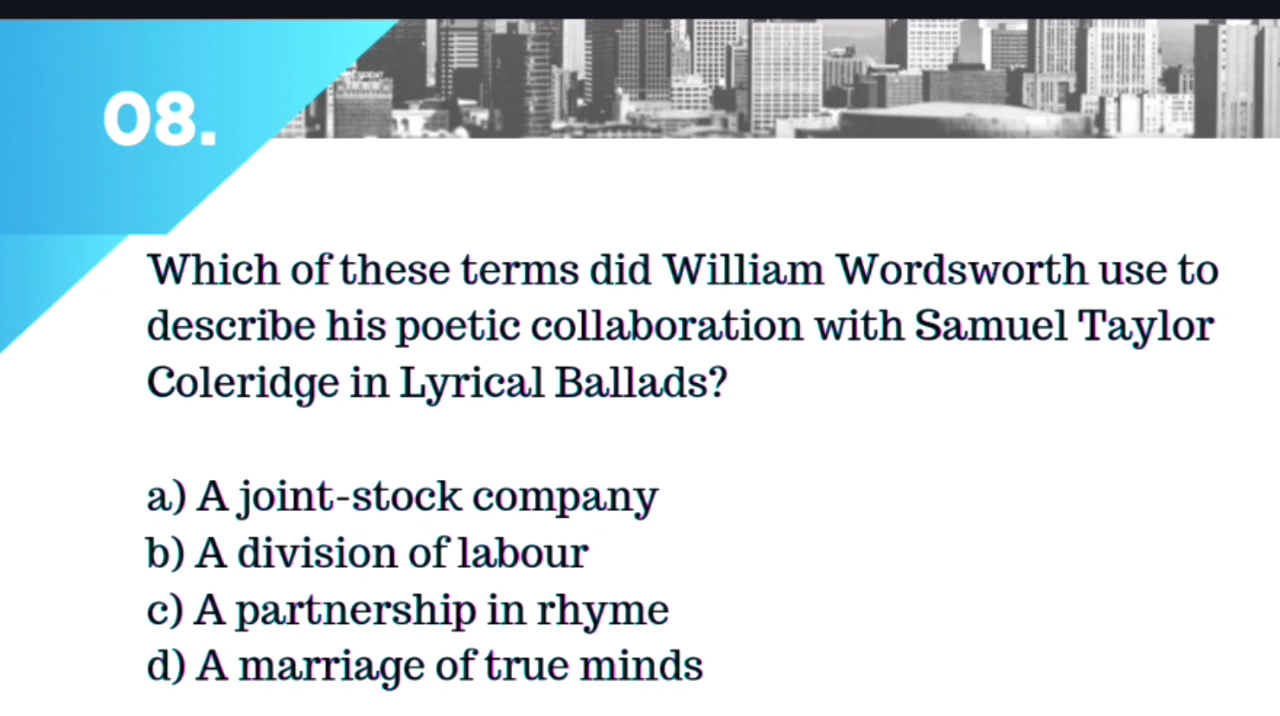 08.
Which of these terms did William Wordsworth use to
describe his poetic collaboration with Samuel Taylor
Coleridge in Lyrical Ballads?
a) A joint-stock company
b) A division of labour
c) A partnership in rhyme
d) A marriage of true minds